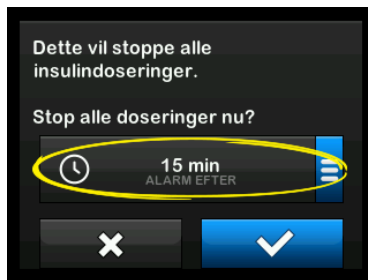 Dette vil stoppe alle
insulindoseringer.
Stop alle doseringer nu?
15 min
ALARM EFTER